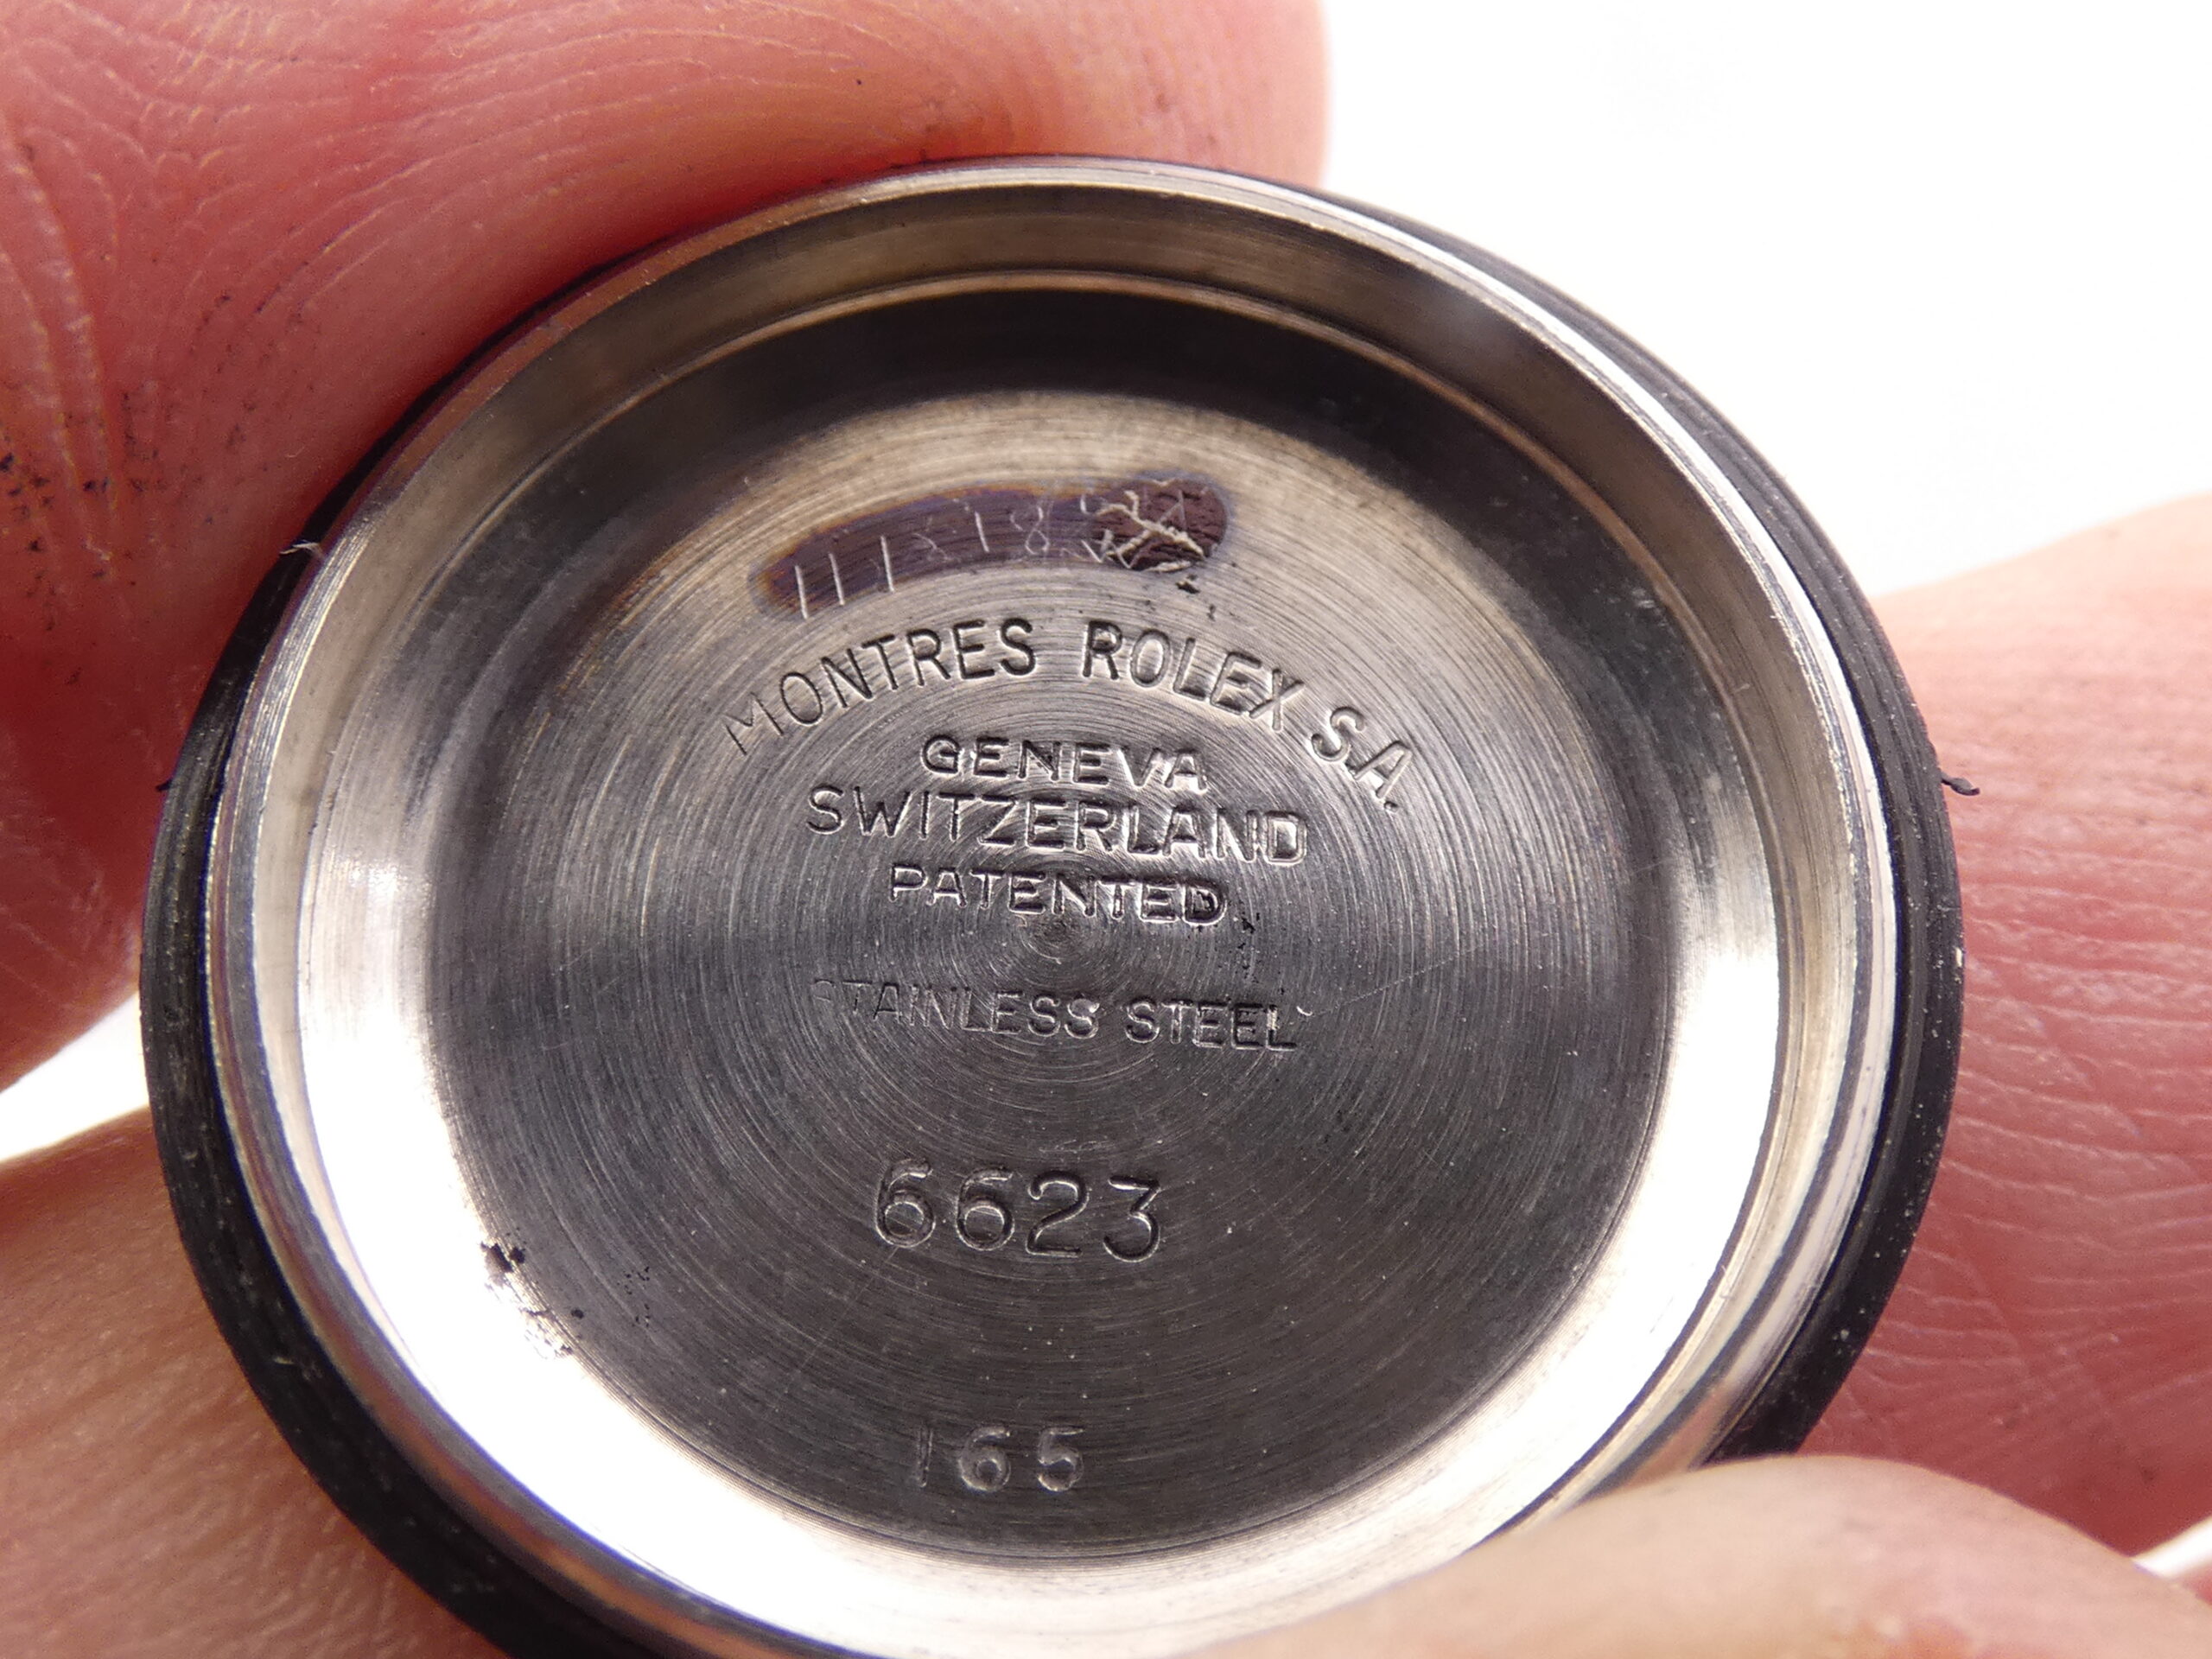 MONTRES ROLEX S.A.
GENEVA
SWITZERLAND
PATENTED
STAINLESS STEEL
6623
165